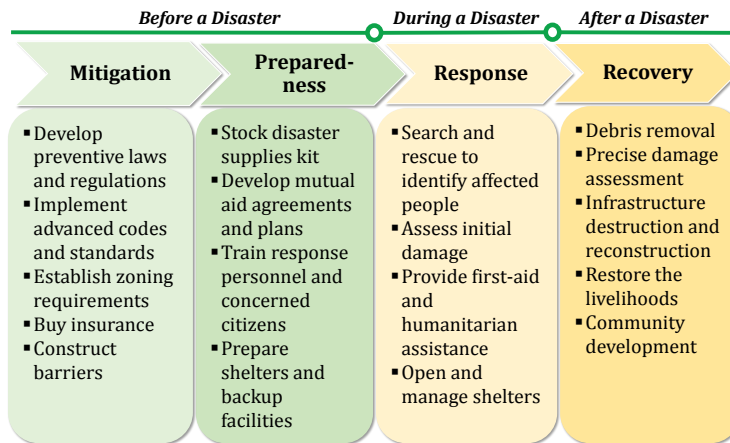 Before a Disaster
During a Disaster
After a Disaster
Mitigation
▪ Develop
preventive laws
and regulations
▪ Implement
advanced codes
and standards
▪ Establish zoning
requirements
▪ Buy insurance
▪ Construct
barriers
Prepared-
ness
▪ Stock disaster
supplies kit
▪ Develop mutual
aid agreements
and plans
▪ Train response
personnel and
concerned
citizens
▪ Prepare
shelters and
backup
facilities
Response
▪ Search and
rescue to
identify affected
people
▪ Assess initial
damage
▪ Provide first-aid
and
humanitarian
assistance
▪ Open and
manage shelters
Recovery
▪ Debris removal
▪ Precise damage
assessment
▪ Infrastructure
destruction and
reconstruction
▪ Restore the
livelihoods
▪ Community
development